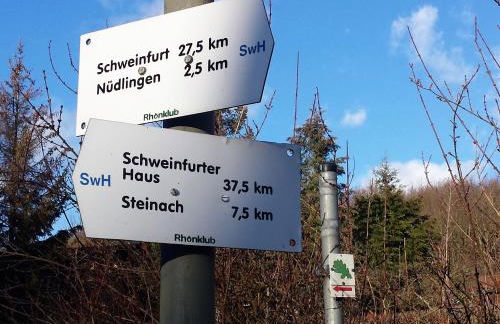 Schweinfurt 27,5 km SwH
Nüdlingen 2,5 km
Rhönklub
Schweinfurter
Haus 37,5 km
SwH
Steinach 7,5 km
Rhönklub